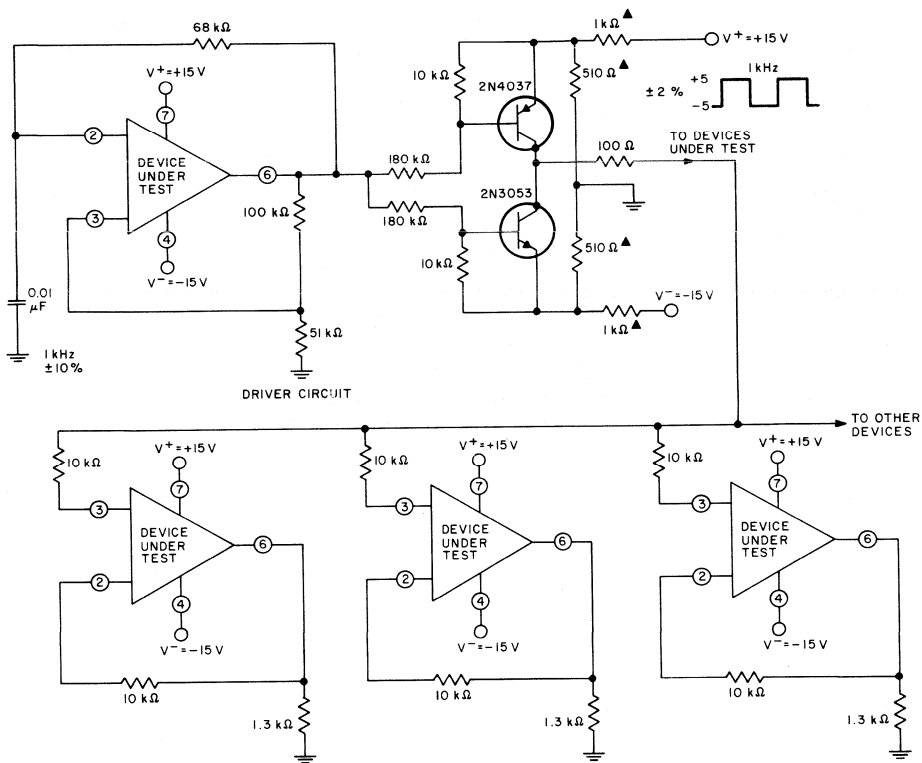 68 kΩ
V+ = +15 V
7
2
DEVICE
UNDER
TEST
6
3
4
V− = −15 V
100 kΩ
0.01
μF
51 kΩ
1 kHz
±10%
DRIVER CIRCUIT
180 kΩ
180 kΩ
10 kΩ
10 kΩ
2N4037
2N3053
1 kΩ ▲
V+ = +15 V
510 Ω ▲
100 Ω
510 Ω ▲
V− = −15 V
1 kΩ ▲
±2 %
+5
−5
1 kHz
TO DEVICES
UNDER TEST
TO OTHER
DEVICES
10 kΩ
V+ = +15 V
7
3
DEVICE
UNDER
TEST
6
2
4
V− = −15 V
10 kΩ
1.3 kΩ
10 kΩ
V+ = +15 V
7
3
DEVICE
UNDER
TEST
6
2
4
V− = −15 V
10 kΩ
1.3 kΩ
10 kΩ
V+ = +15 V
7
3
DEVICE
UNDER
TEST
6
2
4
V− = −15 V
10 kΩ
1.3 kΩ